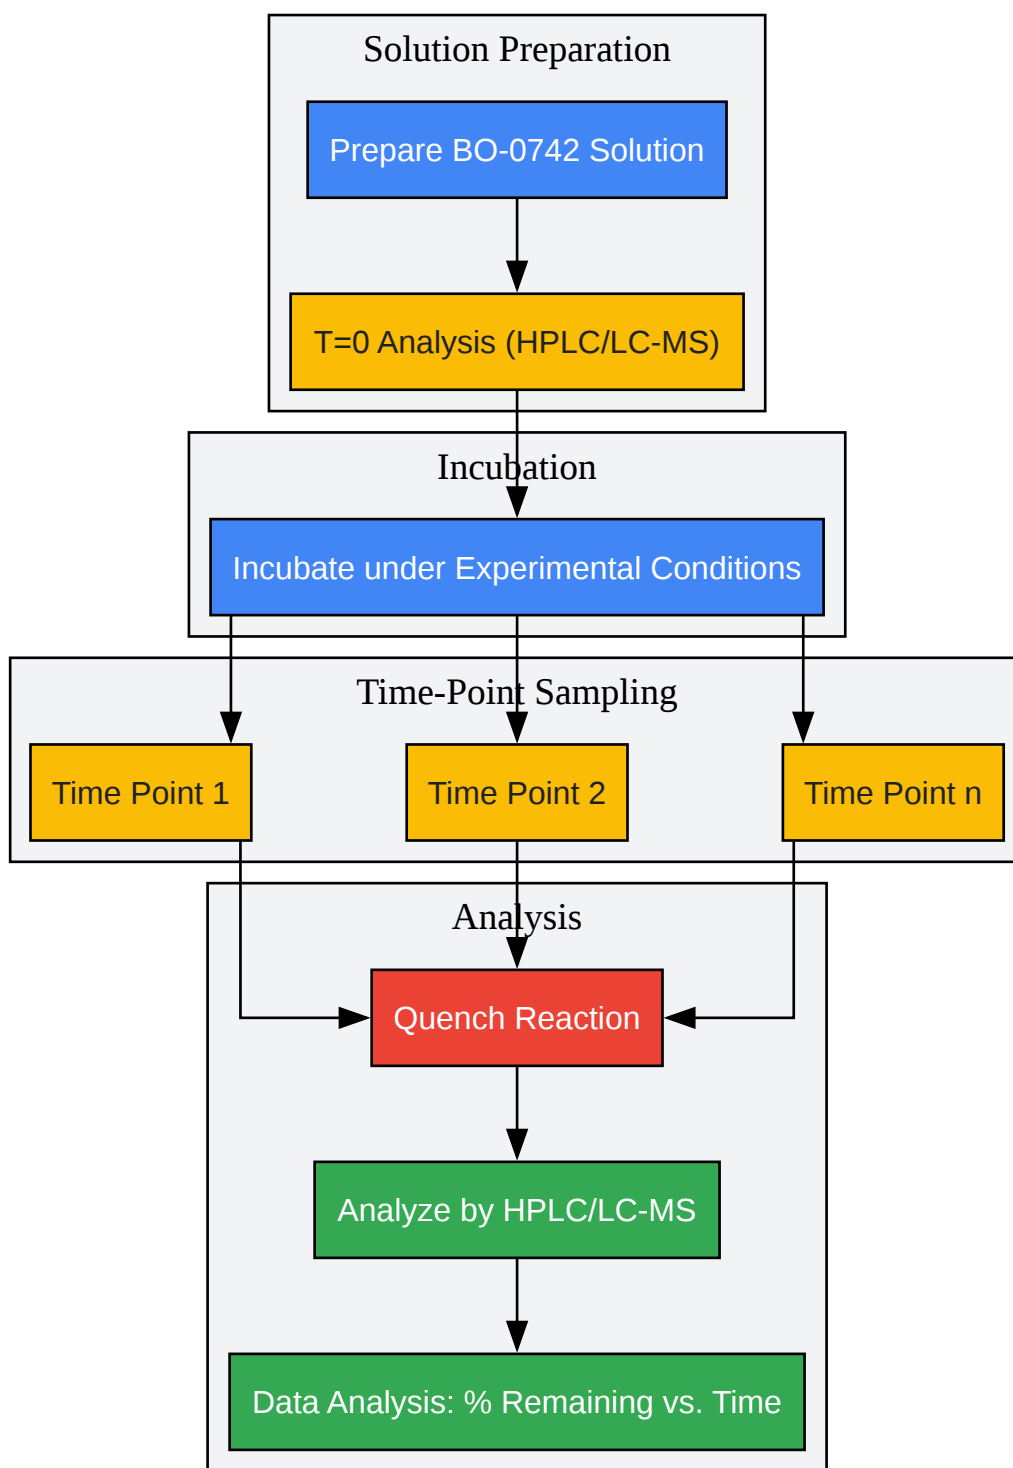 Solution Preparation
Prepare BO-0742 Solution
T=0 Analysis (HPLC/LC-MS)
Incubation
Incubate under Experimental Conditions
Time-Point Sampling
Time Point 1
Time Point 2
Time Point n
Analysis
Quench Reaction
Analyze by HPLC/LC-MS
Data Analysis: % Remaining vs. Time